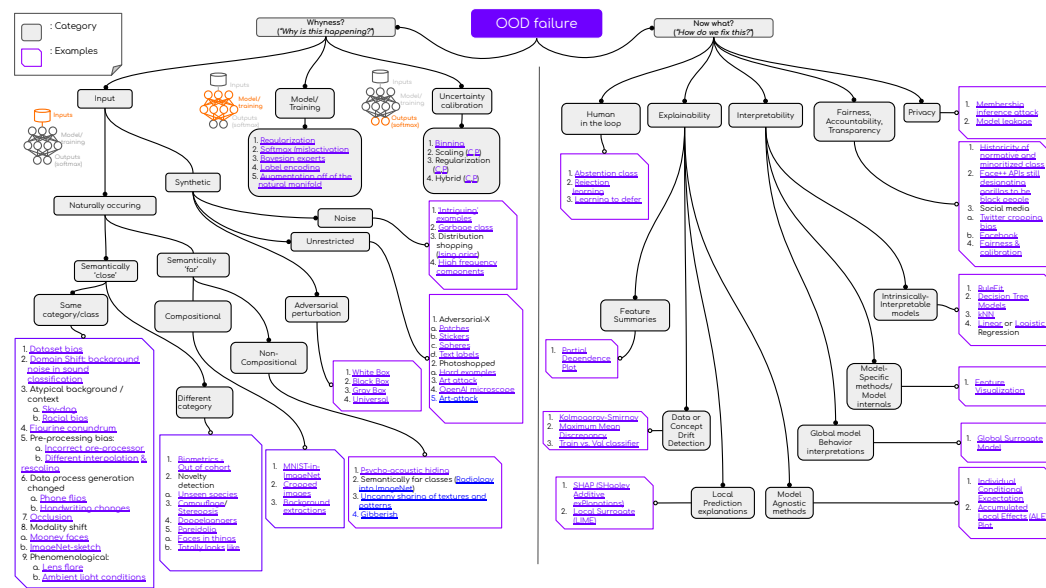 OOD failure
: Category
: Examples
Whyness?
("Why is this happening?")
Now what?
("How do we fix this?")
Input
Inputs
Model/
training
Outputs
(softmax)
Inputs
Model/
training
Outputs
(softmax)
Model/
Training
Inputs
Model/
training
Outputs
(softmax)
Uncertainty
calibration
1. Regularization
2. Softmax (mis)activation
3. Bayesian experts
4. Label encoding
5. Augmentation off of the
natural manifold
1. Binning
2. Scaling (C,P)
3. Regularization
(C,P)
4. Hybrid (C,P)
Synthetic
Naturally occuring
Noise
Unrestricted
1. 'Intriguing'
examples
2. Garbage class
3. Distribution
shopping
(Ising prior)
4. High frequency
components
Semantically
'close'
Semantically
'far'
Same
category/class
Compositional
Adversarial
perturbation
Non-
Compositional
Different
category
1. Adversarial-X
a. Patches
b. Stickers
c. Spheres
d. Text labels
2. Photoshopped
a. Hard examples
3. Art attack
4. OpenAI microscope
5. Art-attack
1. White Box
2. Black Box
3. Gray Box
4. Universal
1. Dataset bias
2. Domain Shift: background
noise in sound
classification
3. Atypical background /
context
a. Sky-dog
b. Racial bias
4. Figurine conundrum
5. Pre-processing bias:
a. Incorrect pre-processor
b. Different interpolation &
rescaling
6. Data process generation
changed
a. Phone flips
b. Handwriting changes
7. Occlusion
8. Modality shift
a. Mooney faces
b. ImageNet-sketch
9. Phenomenological:
a. Lens flare
b. Ambient light conditions
1. Biometrics -
Out of cohort
2. Novelty
detection
a. Unseen species
3. Camouflage/
Stereopsis
4. Doppelgangers
5. Pareidolia
a. Faces in things
b. Totally looks like
1. MNIST-in-
ImageNet
2. Cropped
images
3. Background
extractions
1. Psycho-acoustic hiding
2. Semantically far classes (Radiology
into ImageNet)
3. Uncanny sharing of textures and
patterns
4. Gibberish
Human
in the loop
Explainability
Interpretability
Fairness,
Accountability,
Transparency
Privacy
1. Membership
inference attack
2. Model leakage
1. Abstention class
2. Rejection
learning
3. Learning to defer
1. Historicity of
normative and
minoritized class
2. Face++ APIs still
designating
gorillas to be
black people
3. Social media
a. Twitter cropping
bias
b. Facebook
4. Fairness &
calibration
Feature
Summaries
Intrinsically-
Interpretable
models
1. RuleFit
2. Decision Tree
Models
3. kNN
4. Linear or Logistic
Regression
1. Partial
Dependence
Plot
Model-
Specific
methods/
Model
internals
1. Feature
Visualization
1. Kolmogorov-Smirnov
2. Maximum Mean
Discrepancy
3. Train vs. Val classifier
Data or
Concept
Drift
Detection
Global model
Behavior
interpretations
1. Global Surrogate
Model
1. SHAP (SHapley
Additive
exPlanations)
2. Local Surrogate
(LIME)
Local
Prediction
explanations
Model
Agnostic
methods
1. Individual
Conditional
Expectation
2. Accumulated
Local Effects (ALE)
Plot